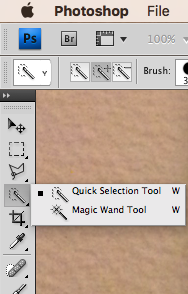 Photoshop File
Ps Br 100%
Brush:
Quick Selection Tool W
Magic Wand Tool W